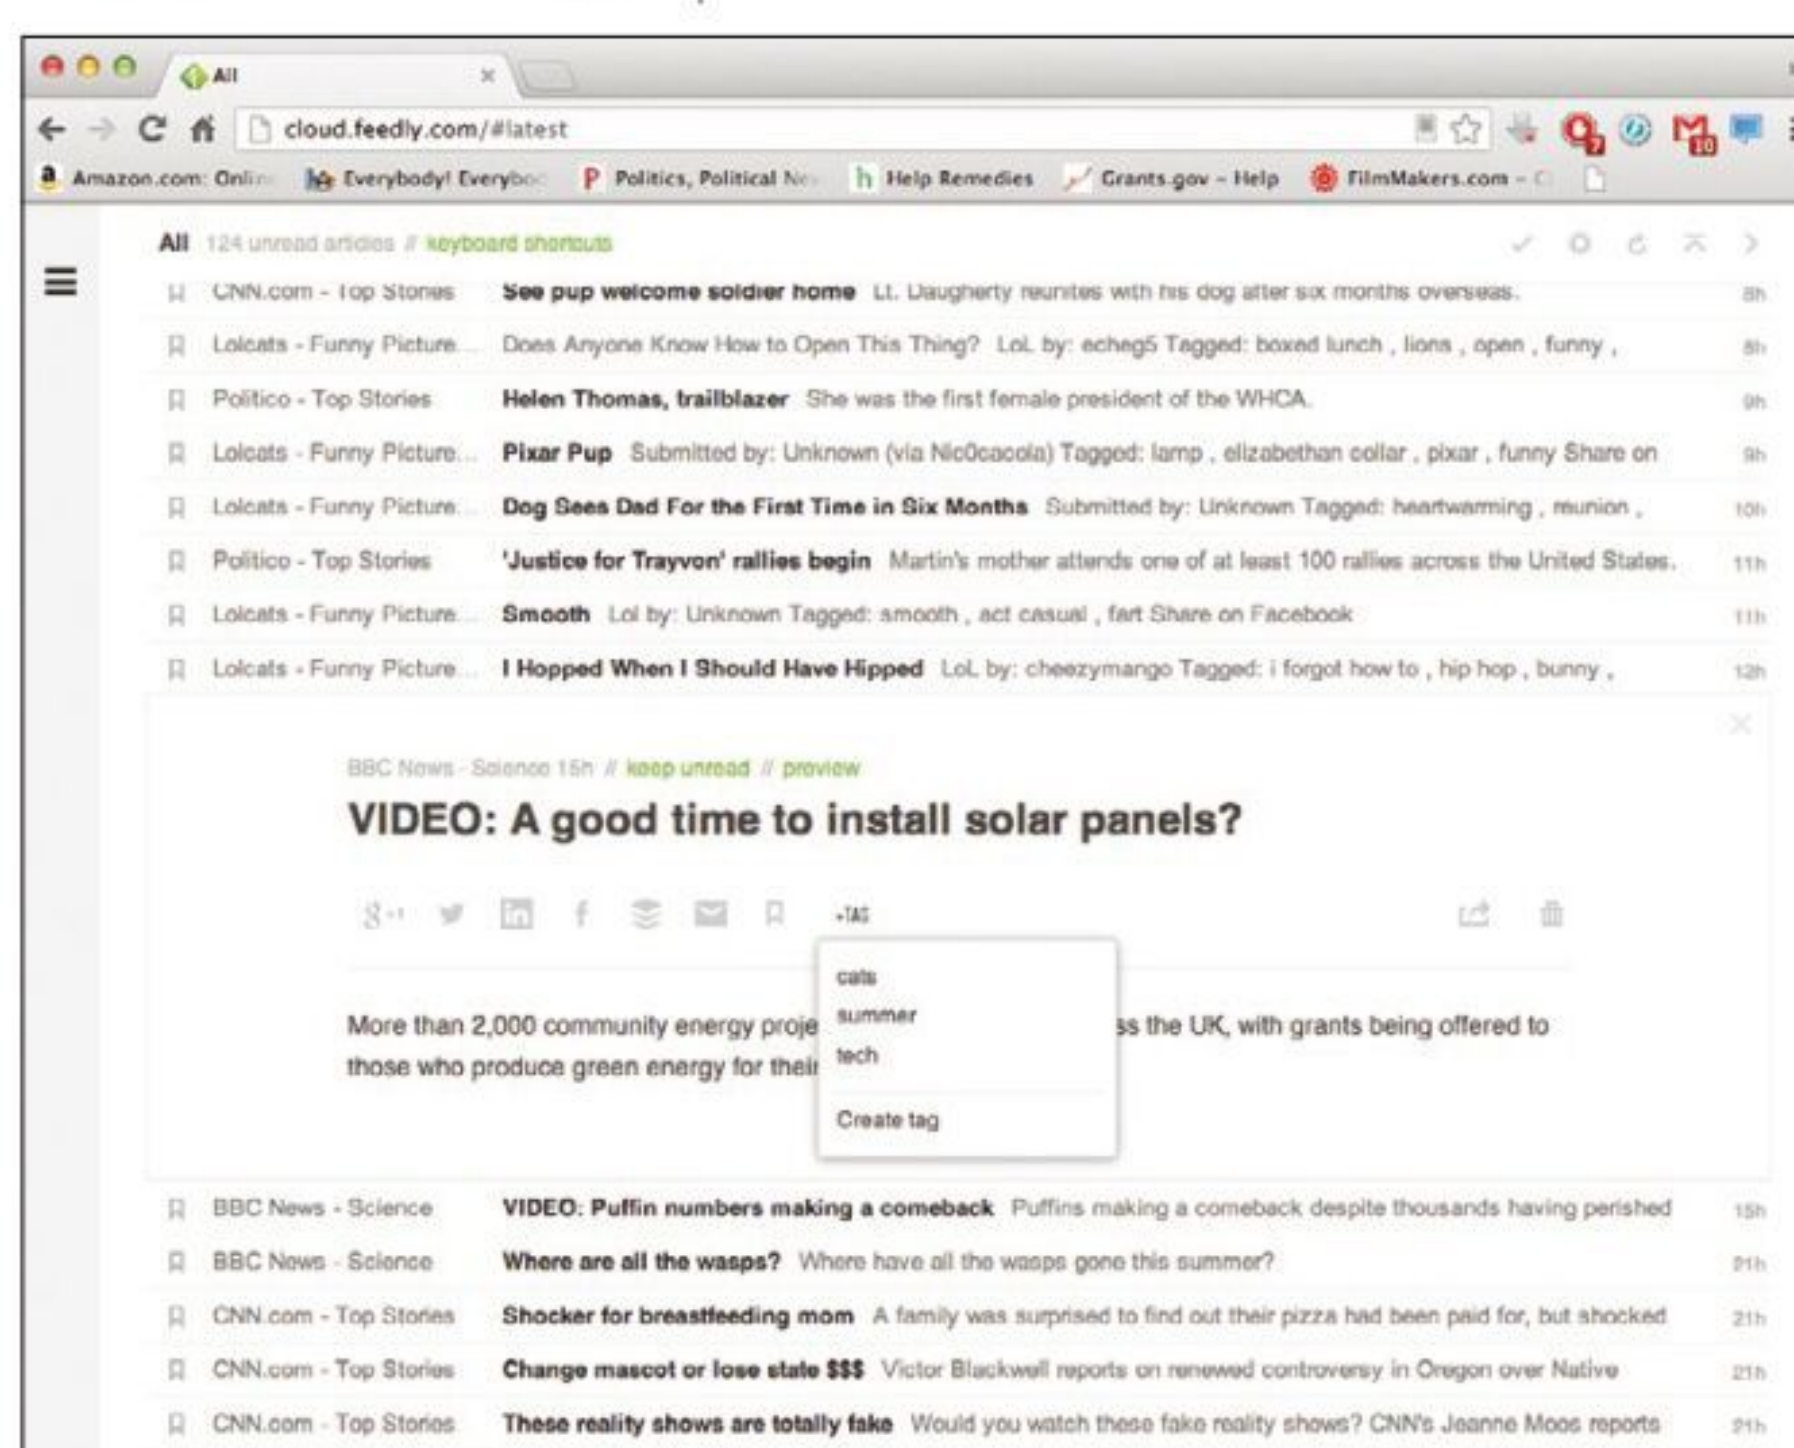 All
cloud.feedly.com/#latest
7
10
a Amazon.com: Onlin
Everybody! Everyboo
P Politics, Political Ne
h Help Remedies
Grants.gov – Help
FilmMakers.com – C
All 124 unread articles // keyboard shortcuts
CNN.com - Top Stories See pup welcome soldier home Lt. Daugherty reunites with his dog after six months overseas. 8h
Lolcats - Funny Picture... Does Anyone Know How to Open This Thing? LoL by: echeg5 Tagged: boxed lunch , lions , open , funny , 8h
Politico - Top Stories Helen Thomas, trailblazer She was the first female president of the WHCA. 9h
Lolcats - Funny Picture... Pixar Pup Submitted by: Unknown (via Nic0cacola) Tagged: lamp , elizabethan collar , pixar , funny Share on 9h
Lolcats - Funny Picture... Dog Sees Dad For the First Time in Six Months Submitted by: Unknown Tagged: heartwarming , reunion , 10h
Politico - Top Stories 'Justice for Trayvon' rallies begin Martin's mother attends one of at least 100 rallies across the United States. 11h
Lolcats - Funny Picture... Smooth Lol by: Unknown Tagged: smooth , act casual , fart Share on Facebook 11h
Lolcats - Funny Picture... I Hopped When I Should Have Hipped LoL by: cheezymango Tagged: i forgot how to , hip hop , bunny , 12h
BBC News - Science 15h // keep unread // preview
VIDEO: A good time to install solar panels?
g+1 in f +TAG
cats
summer
tech
Create tag
More than 2,000 community energy proje ss the UK, with grants being offered to
those who produce green energy for their
BBC News - Science VIDEO: Puffin numbers making a comeback Puffins making a comeback despite thousands having perished 15h
BBC News - Science Where are all the wasps? Where have all the wasps gone this summer? 21h
CNN.com - Top Stories Shocker for breastfeeding mom A family was surprised to find out their pizza had been paid for, but shocked 21h
CNN.com - Top Stories Change mascot or lose state $$$ Victor Blackwell reports on renewed controversy in Oregon over Native 21h
CNN.com - Top Stories These reality shows are totally fake Would you watch these fake reality shows? CNN's Jeanne Moos reports 21h